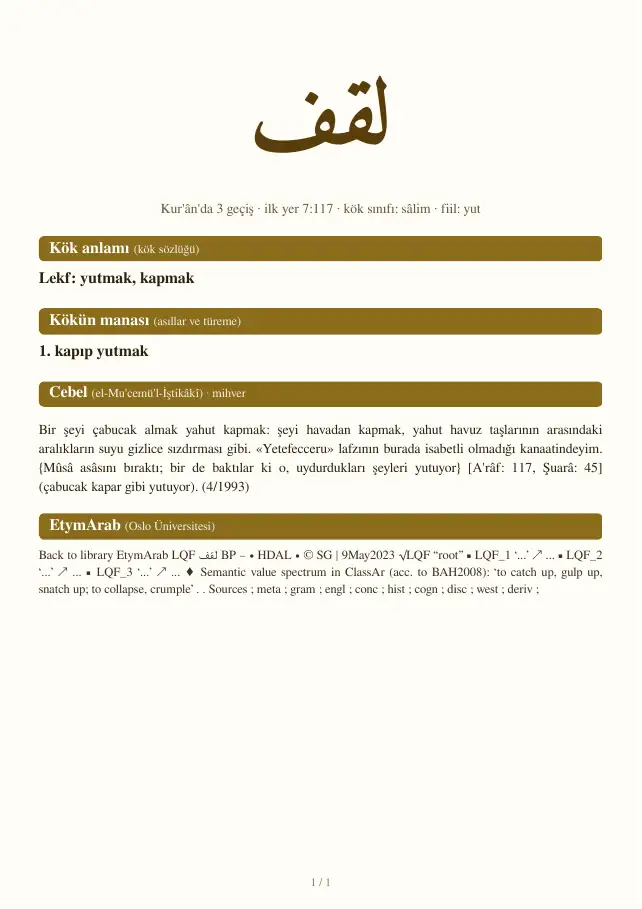 لقف
Kur'ân'da 3 geçiş · ilk yer 7:117 · kök sınıfı: sâlim · fiil: yut
Kök anlamı (kök sözlüğü)
Lekf: yutmak, kapmak
Kökün manası (asıllar ve türeme)
1. kapıp yutmak
Cebel (el-Mu'cemü'l-İştikâkî) · mihver
Bir şeyi çabucak almak yahut kapmak: şeyi havadan kapmak, yahut havuz taşlarının arasındaki
aralıkların suyu gizlice sızdırması gibi. «Yetefecceru» lafzının burada isabetli olmadığı kanaatindeyim.
{Mûsâ asâsını bıraktı; bir de baktılar ki o, uydurdukları şeyleri yutuyor} [A'râf: 117, Şuarâ: 45]
(çabucak kapar gibi yutuyor). (4/1993)
EtymArab (Oslo Üniversitesi)
Back to library EtymArab LQF لقف BP – • HDAL • © SG | 9May2023 √LQF “root” ▪ LQF_1 ‘...’ ↗ ... ▪ LQF_2
‘...’ ↗ ... ▪ LQF_3 ‘...’ ↗ ... ♦ Semantic value spectrum in ClassAr (acc. to BAH2008): ‘to catch up, gulp up,
snatch up; to collapse, crumple’ . . Sources ; meta ; gram ; engl ; conc ; hist ; cogn ; disc ; west ; deriv ;
1 / 1